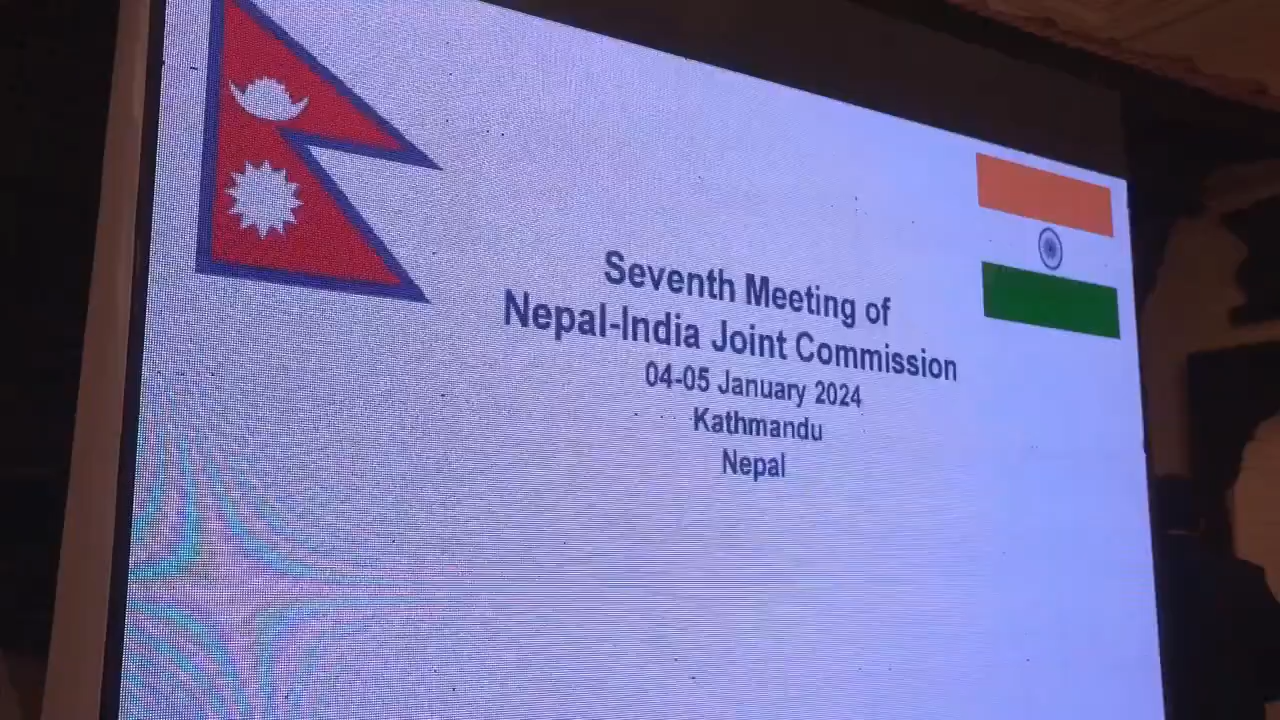 Seventh Meeting of
Nepal-India Joint Commission
04-05 January 2024
Kathmandu
Nepal